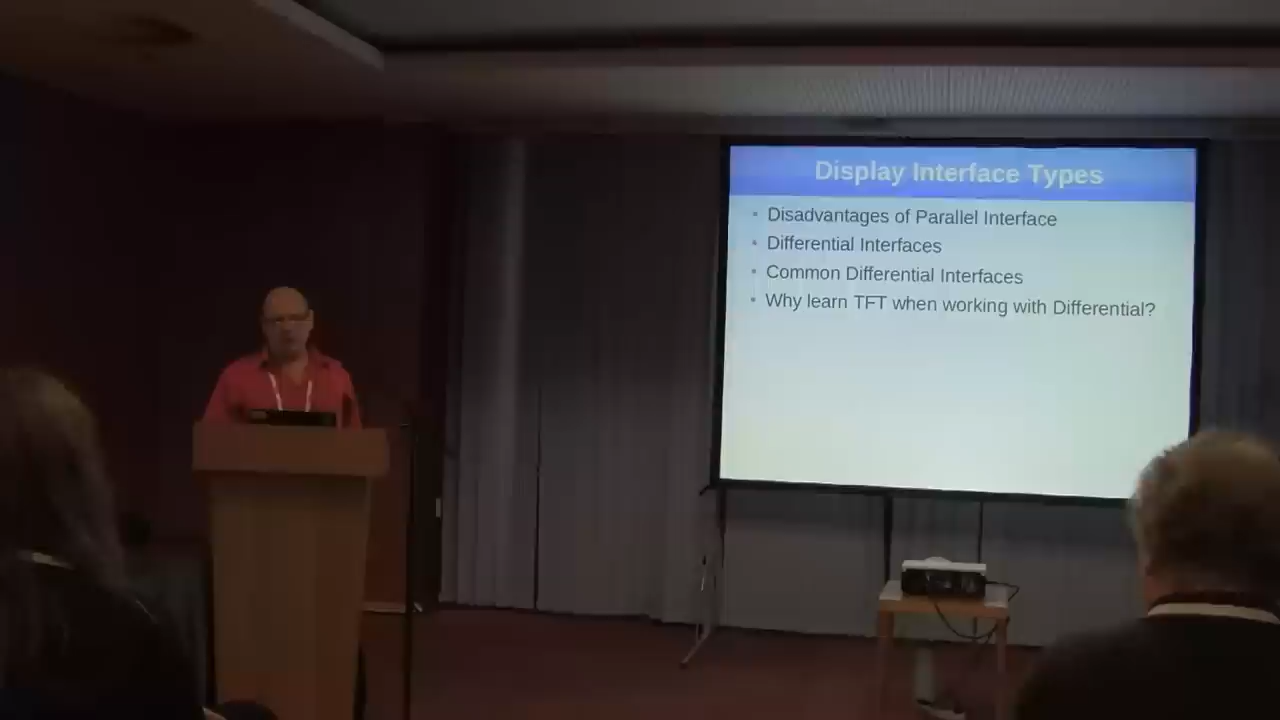 Display Interface Types
Disadvantages of Parallel Interface
Differential Interfaces
Common Differential Interfaces
Why learn TFT when working with Differential?